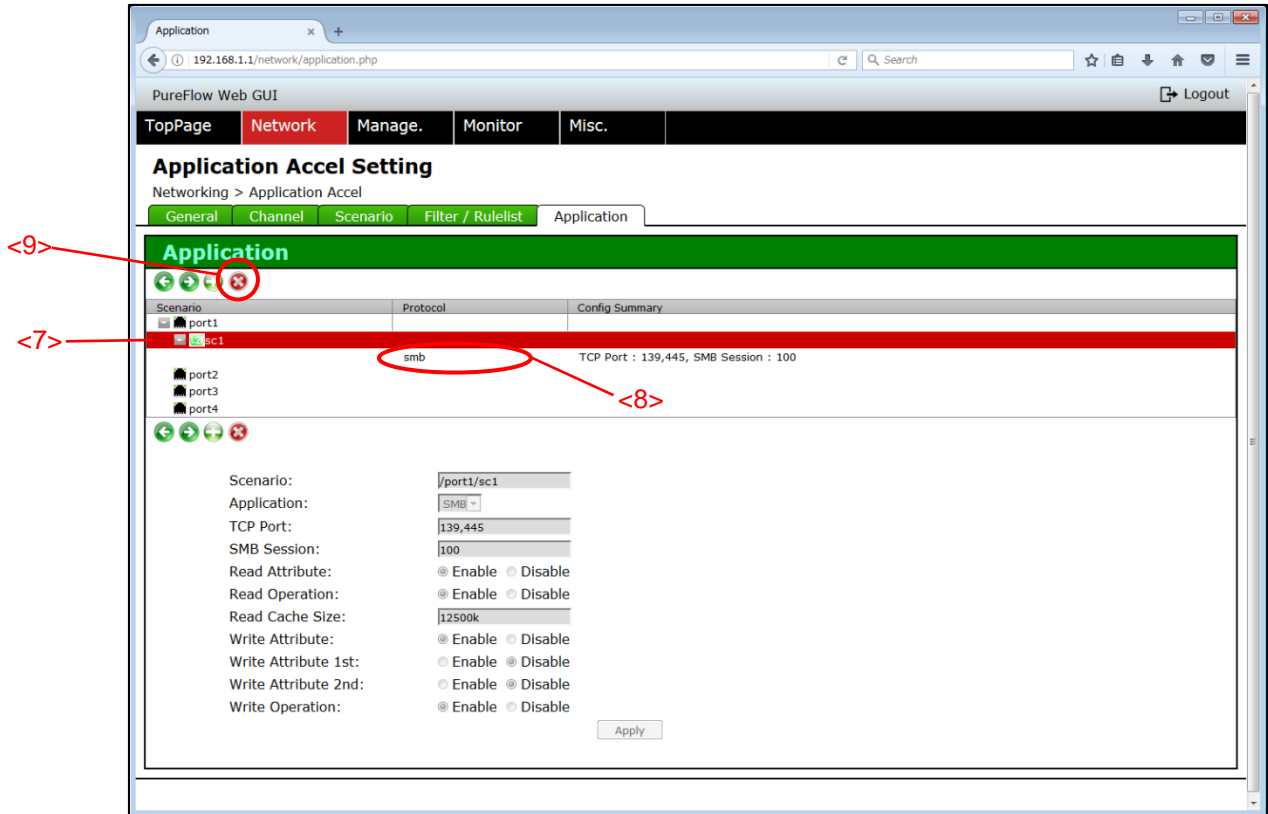 Application
192.168.1.1/network/application.php
Search
PureFlow Web GUI
Logout
TopPage Network Manage. Monitor Misc.
Application Accel Setting
Networking > Application Accel
General Channel Scenario Filter / Rulelist Application
<9>
Application
Scenario Protocol Config Summary
port1
<7>
sc1
smb TCP Port : 139,445, SMB Session : 100
port2
port3
<8>
port4
Scenario: /port1/sc1
Application: SMB
TCP Port: 139,445
SMB Session: 100
Read Attribute: Enable Disable
Read Operation: Enable Disable
Read Cache Size: 12500k
Write Attribute: Enable Disable
Write Attribute 1st: Enable Disable
Write Attribute 2nd: Enable Disable
Write Operation: Enable Disable
Apply